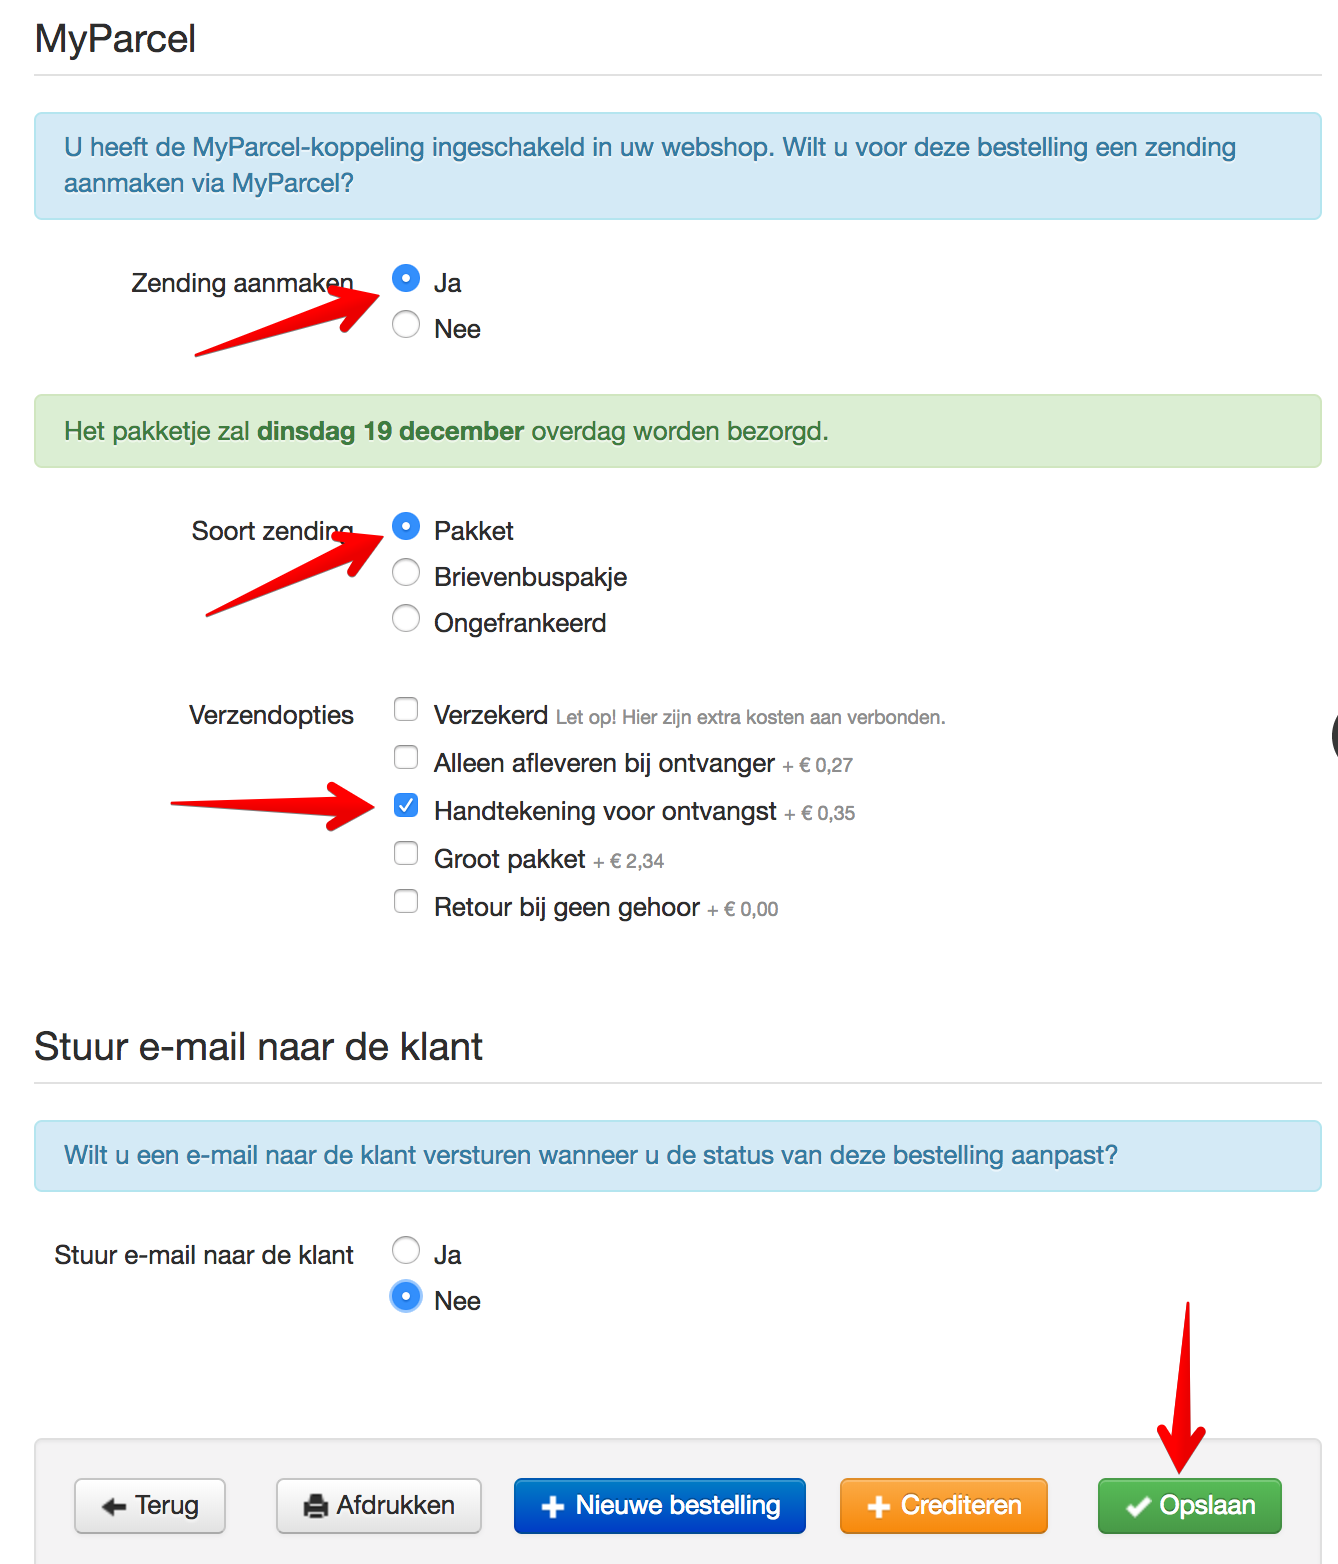 MyParcel
U heeft de MyParcel-koppeling ingeschakeld in uw webshop. Wilt u voor deze bestelling een zending
aanmaken via MyParcel?
Zending aanmaken
Ja
Nee
Het pakketje zal dinsdag 19 december overdag worden bezorgd.
Soort zending
Pakket
Brievenbuspakje
Ongefrankeerd
Verzendopties
Verzekerd Let op! Hier zijn extra kosten aan verbonden.
Alleen afleveren bij ontvanger + € 0,27
Handtekening voor ontvangst + € 0,35
Groot pakket + € 2,34
Retour bij geen gehoor + € 0,00
Stuur e-mail naar de klant
Wilt u een e-mail naar de klant versturen wanneer u de status van deze bestelling aanpast?
Stuur e-mail naar de klant
Ja
Nee
Terug
Afdrukken
Nieuwe bestelling
Crediteren
Opslaan